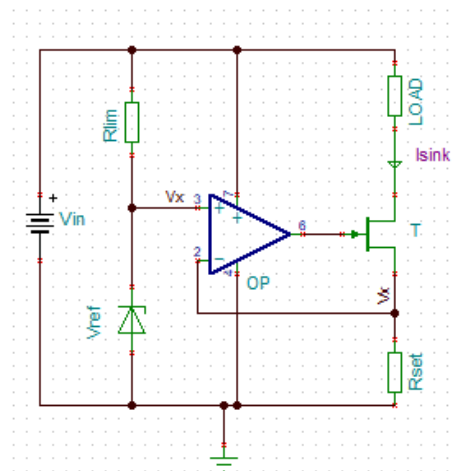 Rlim
LOAD
Isink
Vx
3
7
+
+
6
T
+
Vin
2
−
4
OP
Vref
Vx
Rset